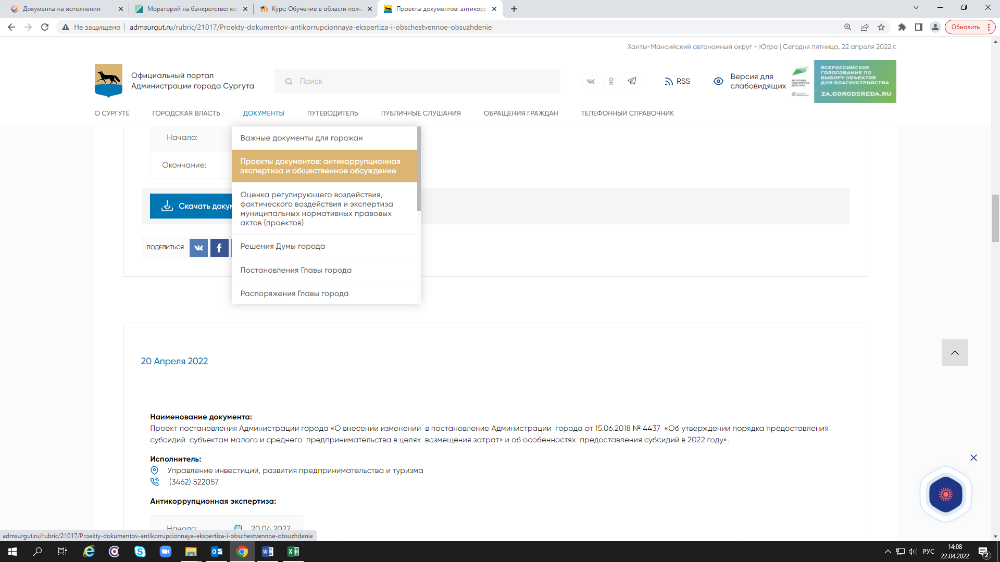 Документы на исполнении
Мораторий на банкротство: ко
Курс: Обучение в области пожа
Проекты документов: антикорр
Не защищено
admsurgut.ru/rubric/21017/Proekty-dokumentov-antikorrupcionnaya-ekspertiza-i-obschestvennoe-obsuzhdenie
Обновить
Ханты-Мансийский автономный округ - Югра | Сегодня пятница, 22 апреля 2022 г.
Официальный портал
Администрации города Сургута
Поиск
RSS
Версия для
слабовидящих
ВСЕРОССИЙСКОЕ
ГОЛОСОВАНИЕ ПО
ВЫБОРУ ОБЪЕКТОВ
ДЛЯ БЛАГОУСТРОЙСТВА
ZA.GORODSREDA.RU
О СУРГУТЕ
ГОРОДСКАЯ ВЛАСТЬ
ДОКУМЕНТЫ
ПУТЕВОДИТЕЛЬ
ПУБЛИЧНЫЕ СЛУШАНИЯ
ОБРАЩЕНИЯ ГРАЖДАН
ТЕЛЕФОННЫЙ СПРАВОЧНИК
Начало:
Окончание:
Важные документы для горожан
Проекты документов: антикоррупционная
экспертиза и общественное обсуждение
Оценка регулирующего воздействия,
фактического воздействия и экспертиза
муниципальных нормативных правовых
актов (проектов)
Решения Думы города
Постановления Главы города
Распоряжения Главы города
Скачать докум
ПОДЕЛИТЬСЯ
20 Апреля 2022
Наименование документа:
Проект постановления Администрации города «О внесении изменений в постановление Администрации города от 15.06.2018 № 4437 «Об утверждении порядка предоставления
субсидий субъектам малого и среднего предпринимательства в целях возмещения затрат» и об особенностях предоставления субсидий в 2022 году».
Исполнитель:
Управление инвестиций, развития предпринимательства и туризма
(3462) 522057
Антикоррупционная экспертиза:
Начало:
20.04.2022
admsurgut.ru/rubric/21017/Proekty-dokumentov-antikorrupcionnaya-ekspertiza-i-obschestvennoe-obsuzhdenie
РУС
14:08
22.04.2022
2